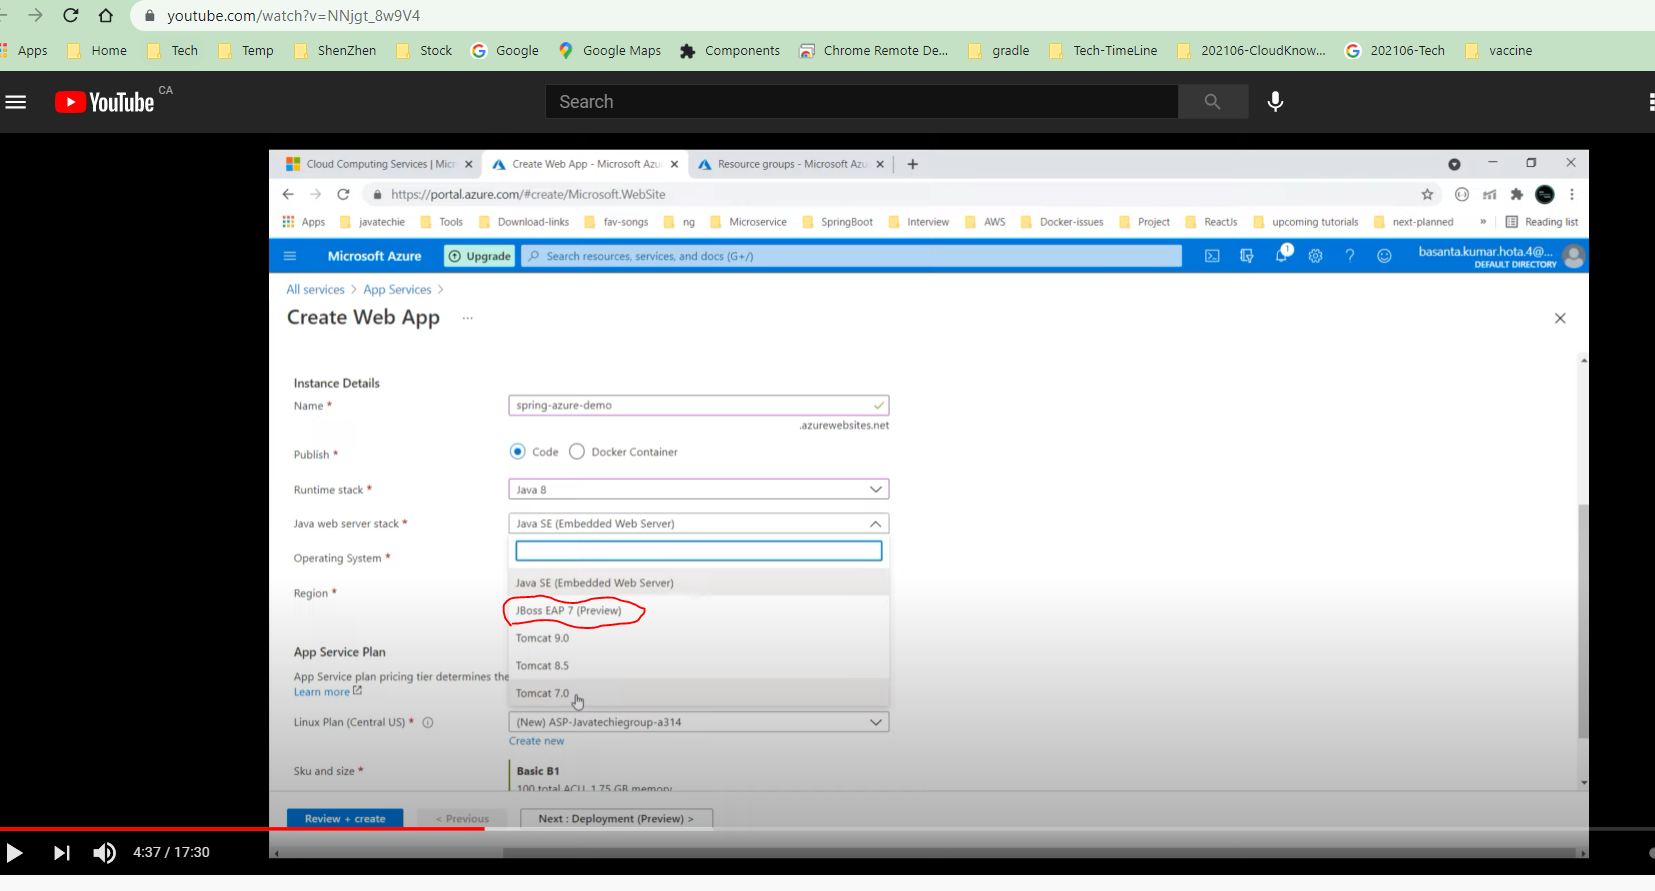 youtube.com/watch?v=NNjgt_8w9V4
Apps Home Tech Temp ShenZhen Stock Google Google Maps Components Chrome Remote De... gradle Tech-TimeLine 202106-CloudKnow... 202106-Tech vaccine
YouTube CA
Search
Cloud Computing Services | Micr Create Web App - Microsoft Azu Resource groups - Microsoft Azu
https://portal.azure.com/#create/Microsoft.WebSite
Apps javatechie Tools Download-links fav-songs ng Microservice SpringBoot Interview AWS Docker-issues Project ReactJs upcoming tutorials next-planned » Reading list
Microsoft Azure Upgrade Search resources, services, and docs (G+/) 1 basanta.kumar.hota.4@...
DEFAULT DIRECTORY
All services > App Services >
Create Web App ...
Instance Details
Name * spring-azure-demo
.azurewebsites.net
Publish * Code Docker Container
Runtime stack * Java 8
Java web server stack * Java SE (Embedded Web Server)
Operating System *
Java SE (Embedded Web Server)
Region *
JBoss EAP 7 (Preview)
Tomcat 9.0
App Service Plan
Tomcat 8.5
App Service plan pricing tier determines the
Learn more
Tomcat 7.0
Linux Plan (Central US) * (New) ASP-Javatechiegroup-a314
Create new
Sku and size * Basic B1
100 total ACU, 1.75 GB memory
Review + create < Previous Next : Deployment (Preview) >
4:37 / 17:30